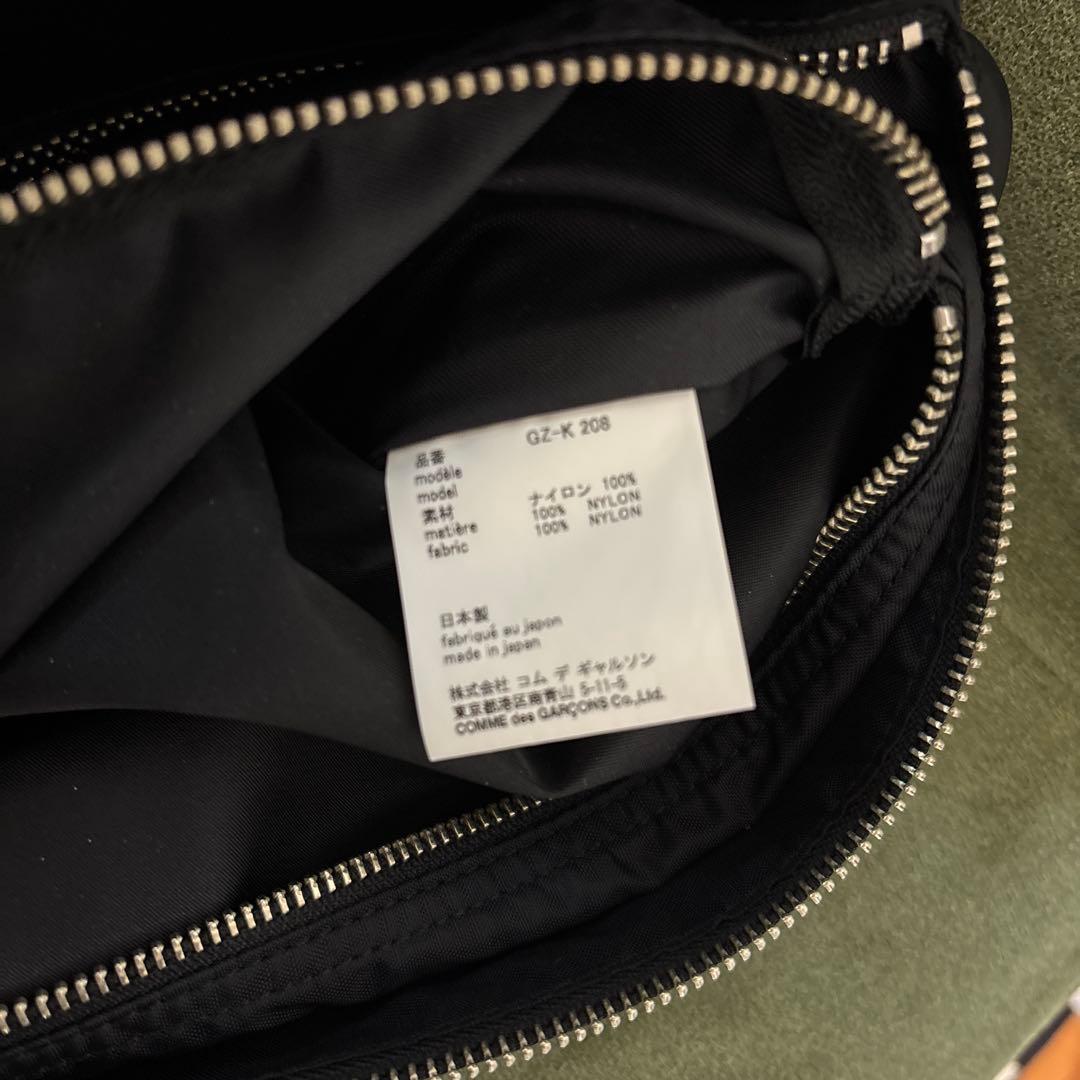 品番 GZ-K 208
modèle
model
素材 ナイロン 100%
matière 100% NYLON
fabric 100% NYLON
日本製
fabriqué au japon
made in japan
株式会社 コム デ ギャルソン
東京都港区南青山 5-11-5
COMME des GARÇONS Co.,Ltd.